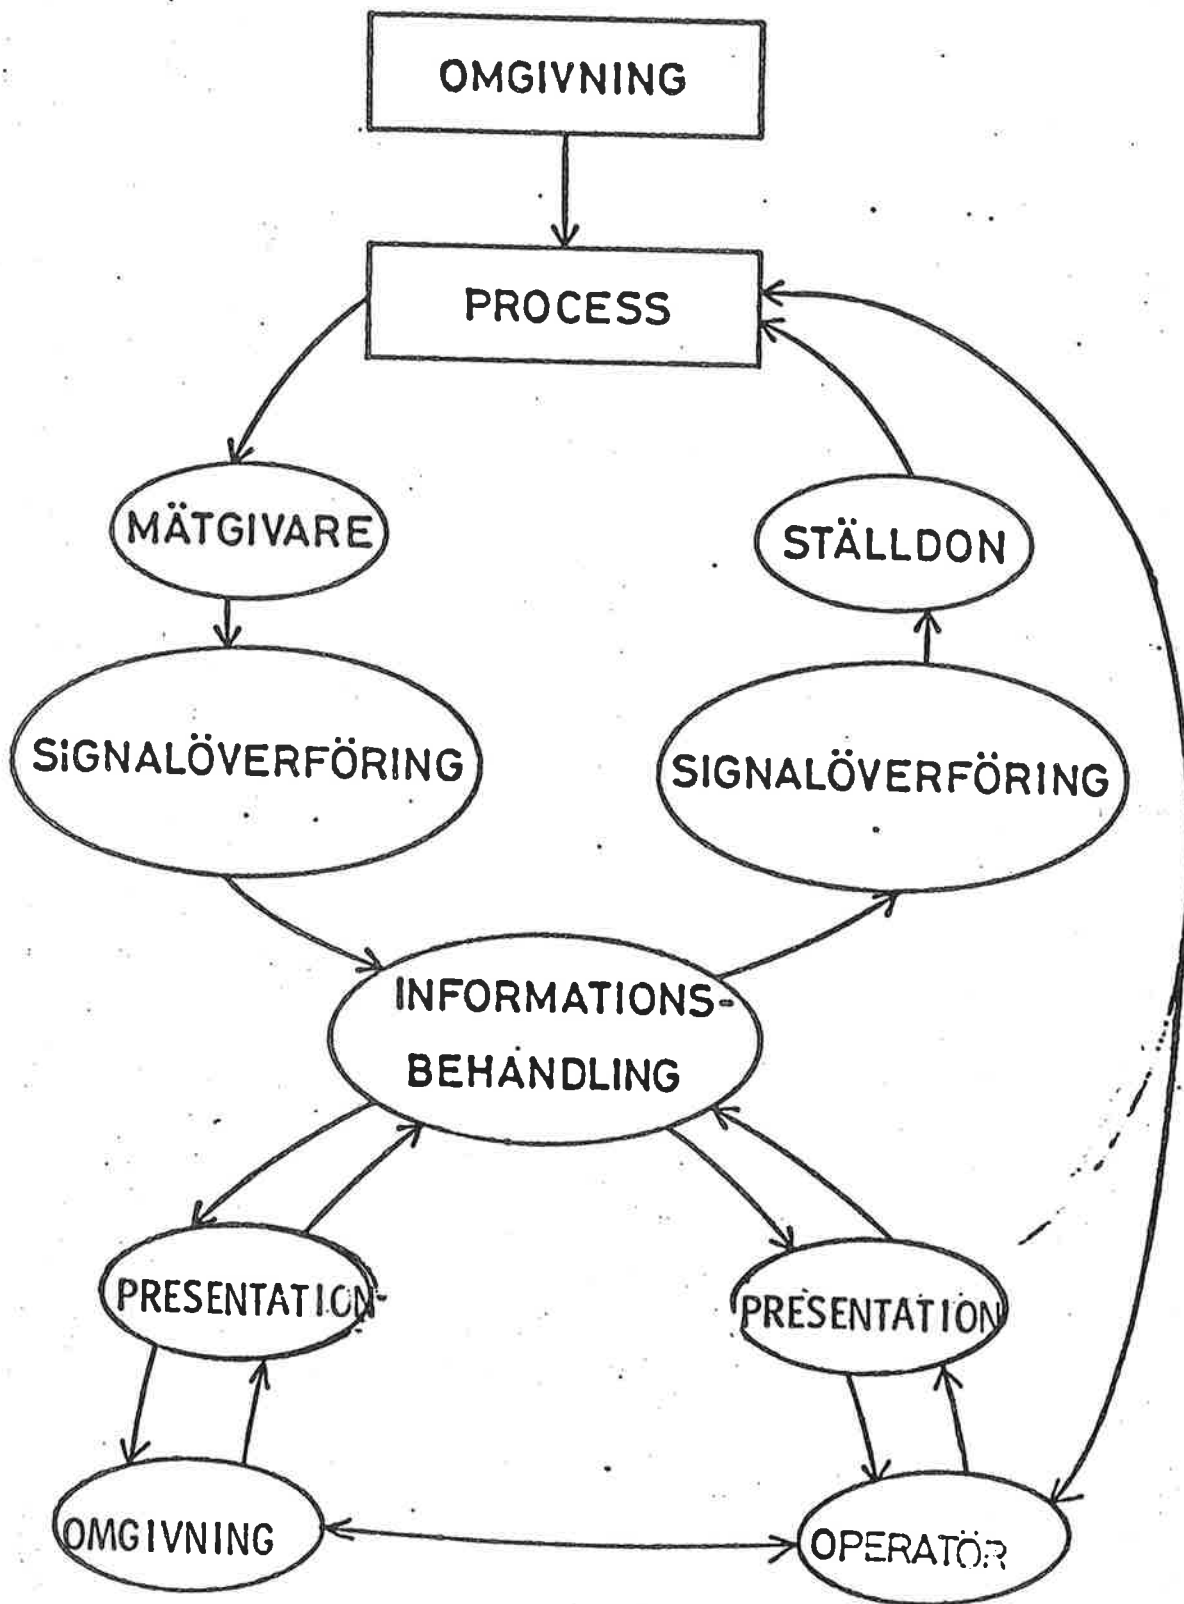 OMGIVNING
PROCESS
MÄTGIVARE
STÄLLDON
SIGNALÖVERFÖRING
SIGNALÖVERFÖRING
INFORMATIONS-
BEHANDLING
PRESENTATION
PRESENTATION
OMGIVNING
OPERATÖR